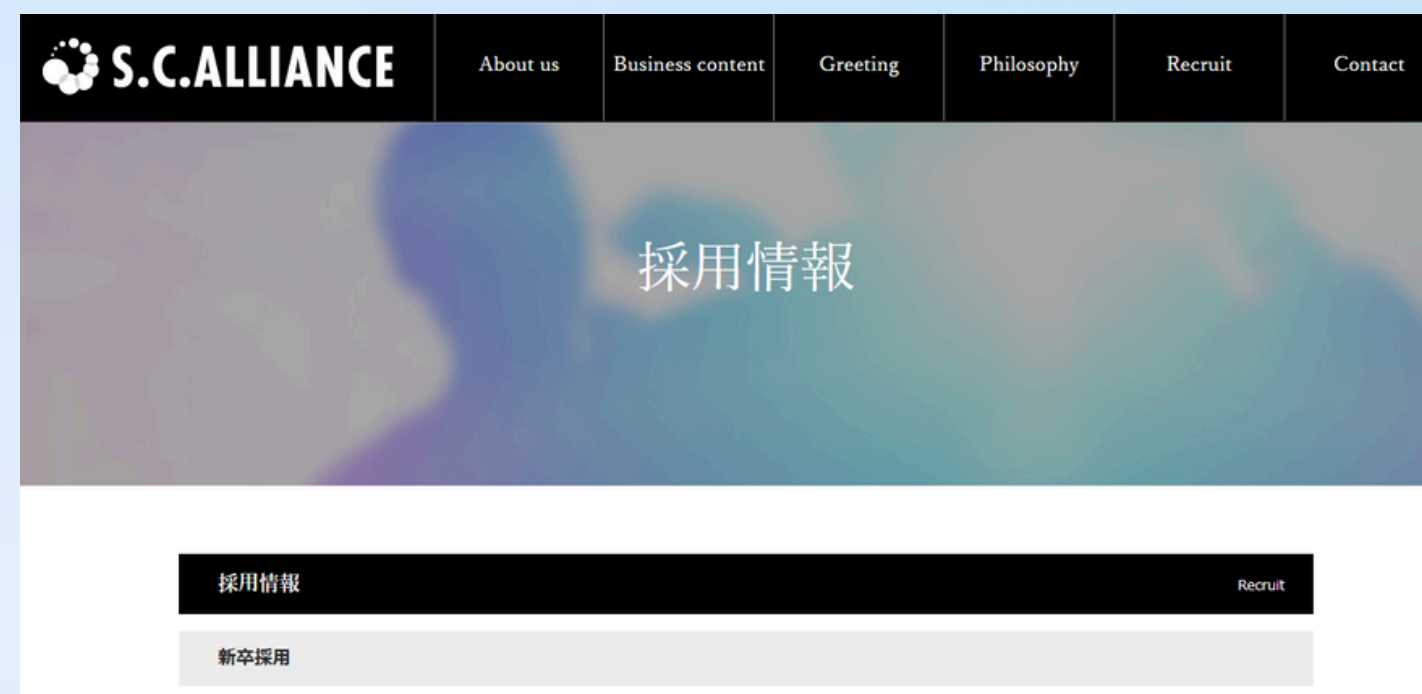 S.C.ALLIANCE About us Business content Greeting Philosophy Recruit Contact
採用情報
採用情報 Recruit
新卒採用